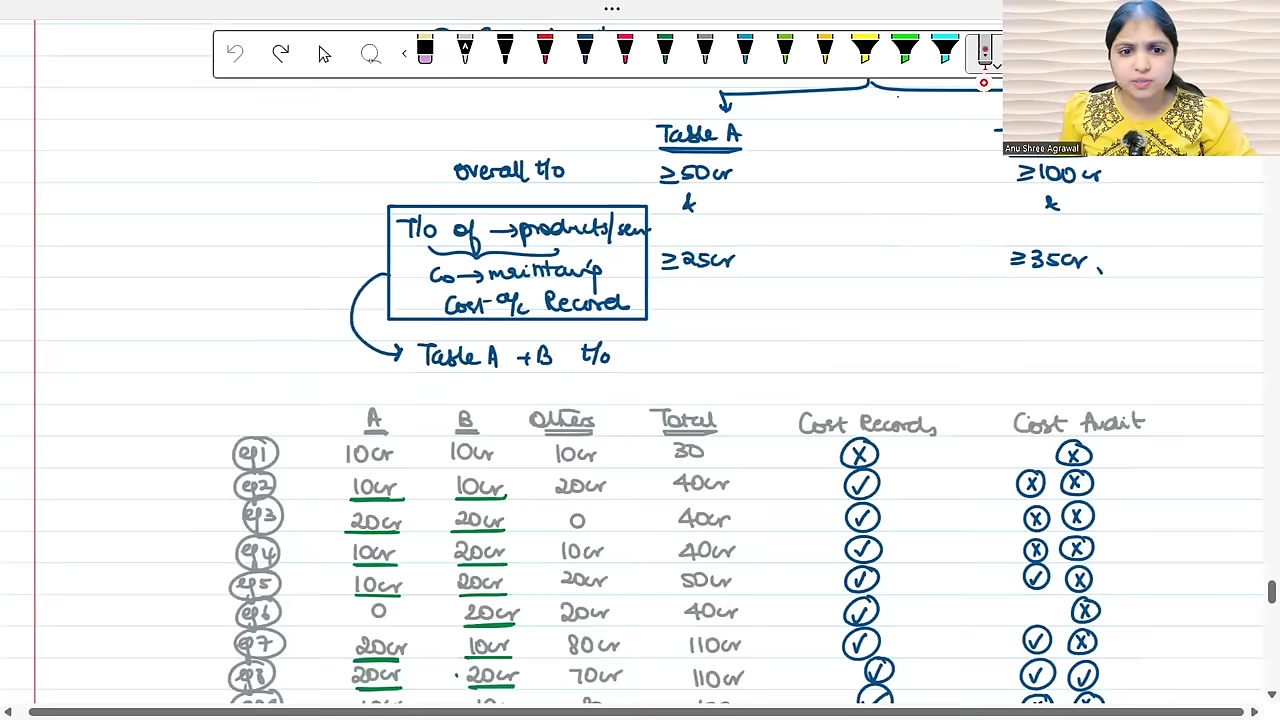 Anu Shree Agrawal
Table A
overall t/o ≥50cr ≥100cr
& &
T/o of → products/ser
≥25cr ≥35cr
Co → maintaing
Cost a/c Record
Table A + B t/o
A B Others Total Cost Records Cost Audit
eg1 10cr 10cr 10cr 30 x x
eg2 10cr 10cr 20cr 40cr ✓ x x
eg3 20cr 20cr 0 40cr ✓ x x
eg4 10cr 20cr 10cr 40cr ✓ x x
eg5 10cr 20cr 20cr 50cr ✓ ✓ x
eg6 0 20cr 20cr 40cr ✓ x
eg7 20cr 10cr 80cr 110cr ✓ ✓ x
eg8 20cr 20cr 70cr 110cr ✓ ✓ ✓